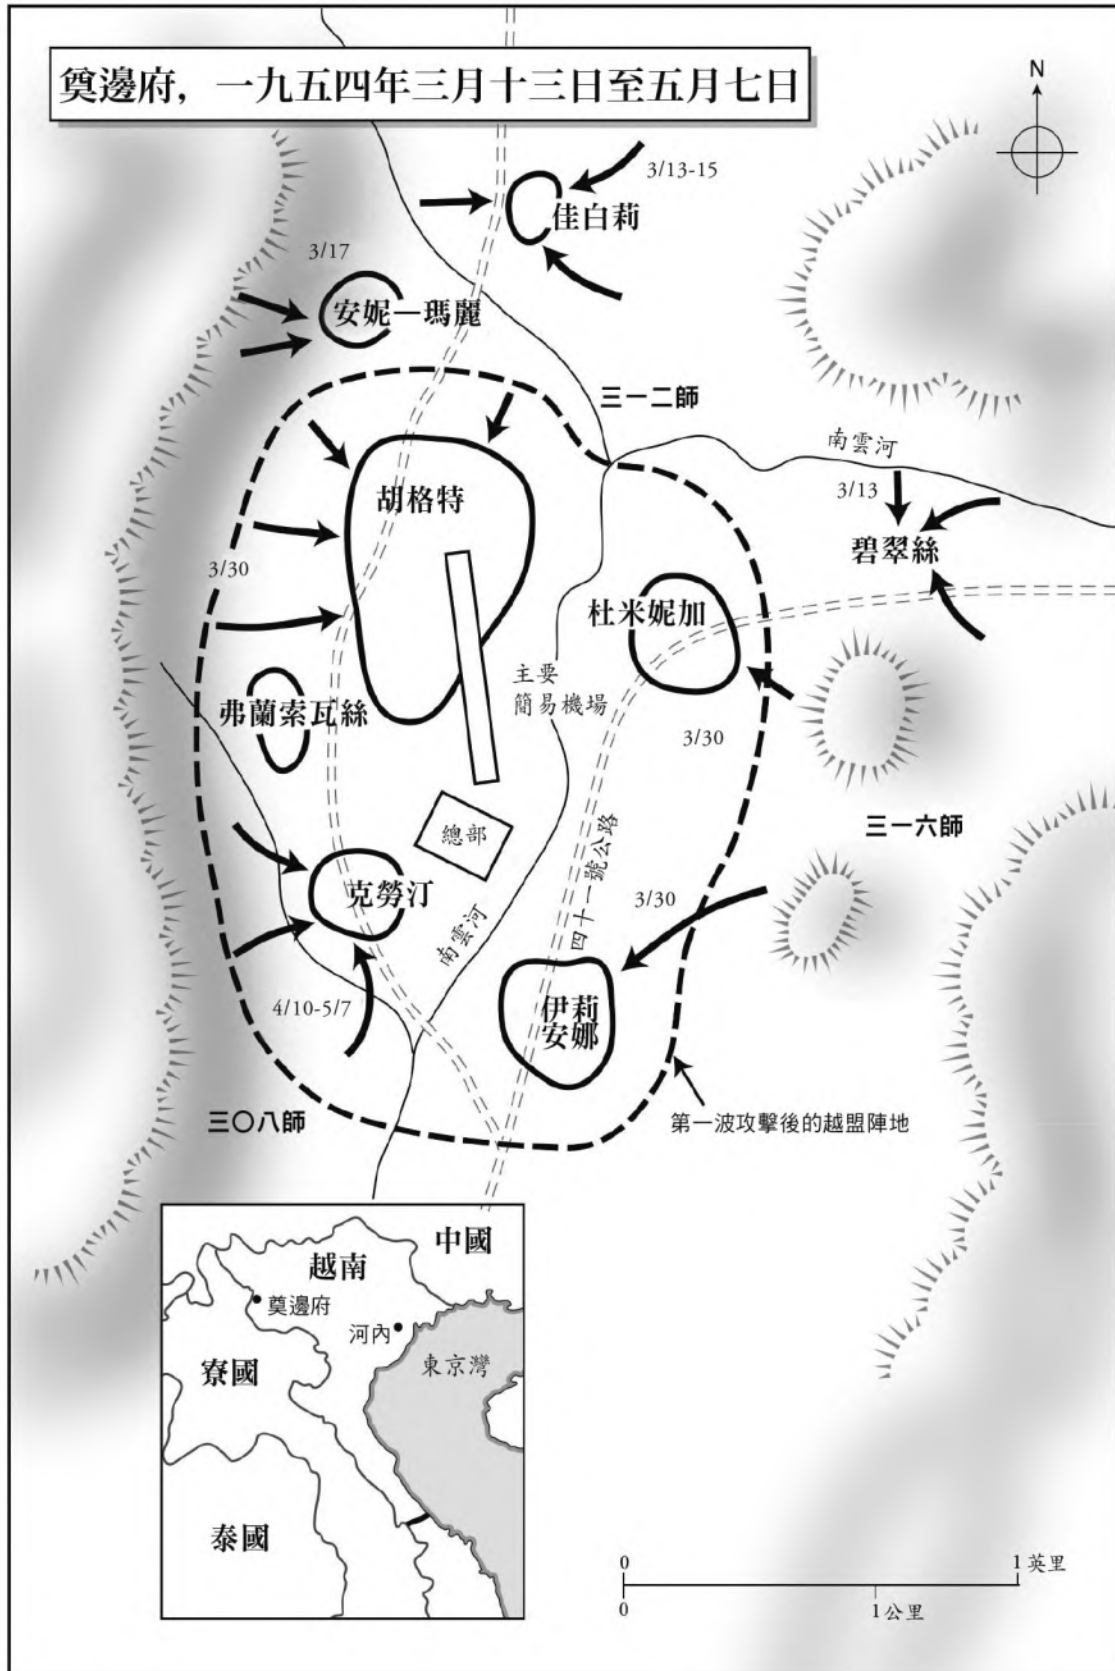 奠邊府，一九五四年三月十三日至五月七日
N
3/13-15
佳白莉
3/17
安妮—瑪麗
三一二師
南雲河
3/13
碧翠絲
胡格特
3/30
杜米妮加
主要
簡易機場
弗蘭索瓦絲
3/30
三一六師
總部
四十一號公路
3/30
克勞汀
南雲河
4/10-5/7
伊莉
安娜
三〇八師
第一波攻擊後的越盟陣地
中國
越南
奠邊府
河內
寮國
東京灣
泰國
0
1 英里
0
1公里